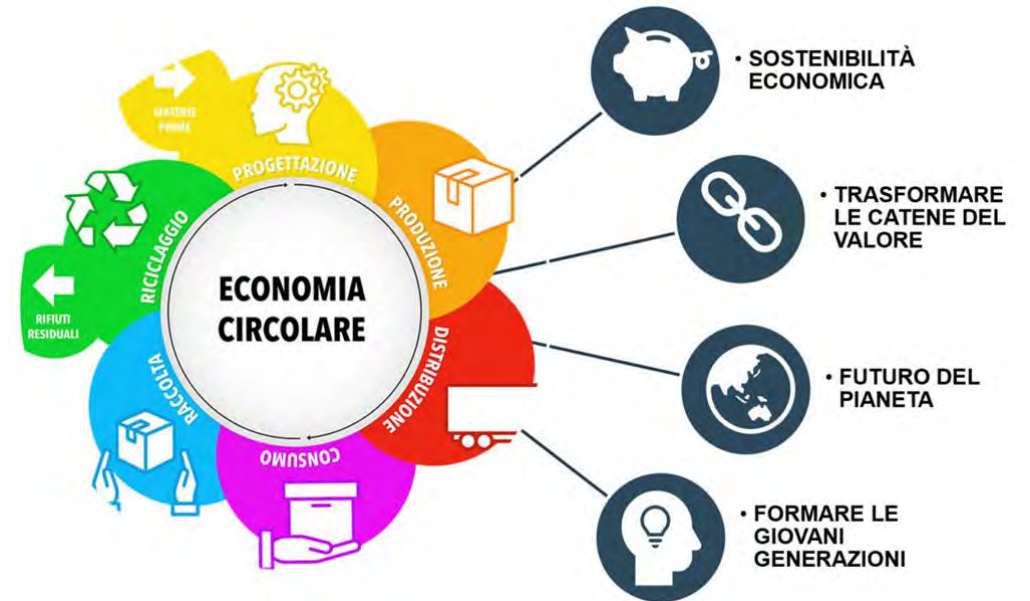 MATERIE
PRIME
PROGETTAZIONE
PRODUZIONE
DISTRIBUZIONE
CONSUMO
RACCOLTA
RICICLAGGIO
RIFIUTI
RESIDUALI
ECONOMIA
CIRCOLARE
• SOSTENIBILITÀ
ECONOMICA
• TRASFORMARE
LE CATENE DEL
VALORE
• FUTURO DEL
PIANETA
• FORMARE LE
GIOVANI
GENERAZIONI